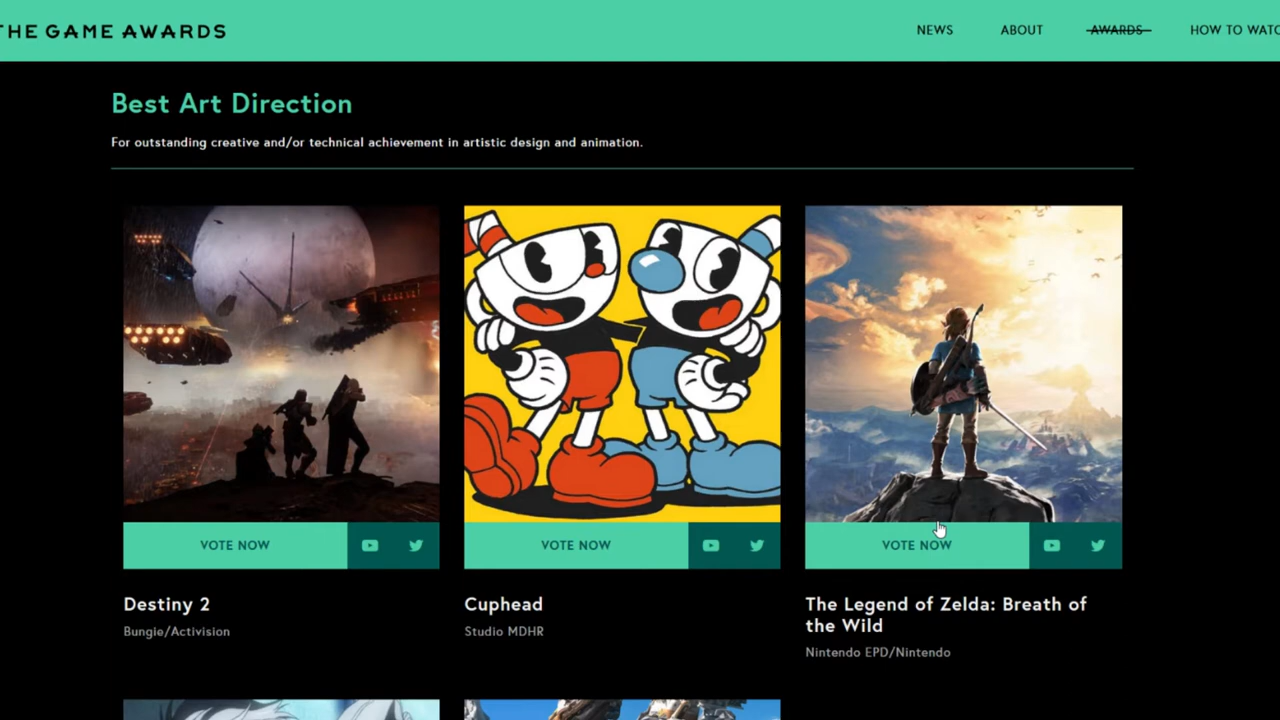 THE GAME AWARDS
NEWS ABOUT AWARDS HOW TO WATC
Best Art Direction
For outstanding creative and/or technical achievement in artistic design and animation.
VOTE NOW VOTE NOW VOTE NOW
Destiny 2
Bungie/Activision
Cuphead
Studio MDHR
The Legend of Zelda: Breath of
the Wild
Nintendo EPD/Nintendo